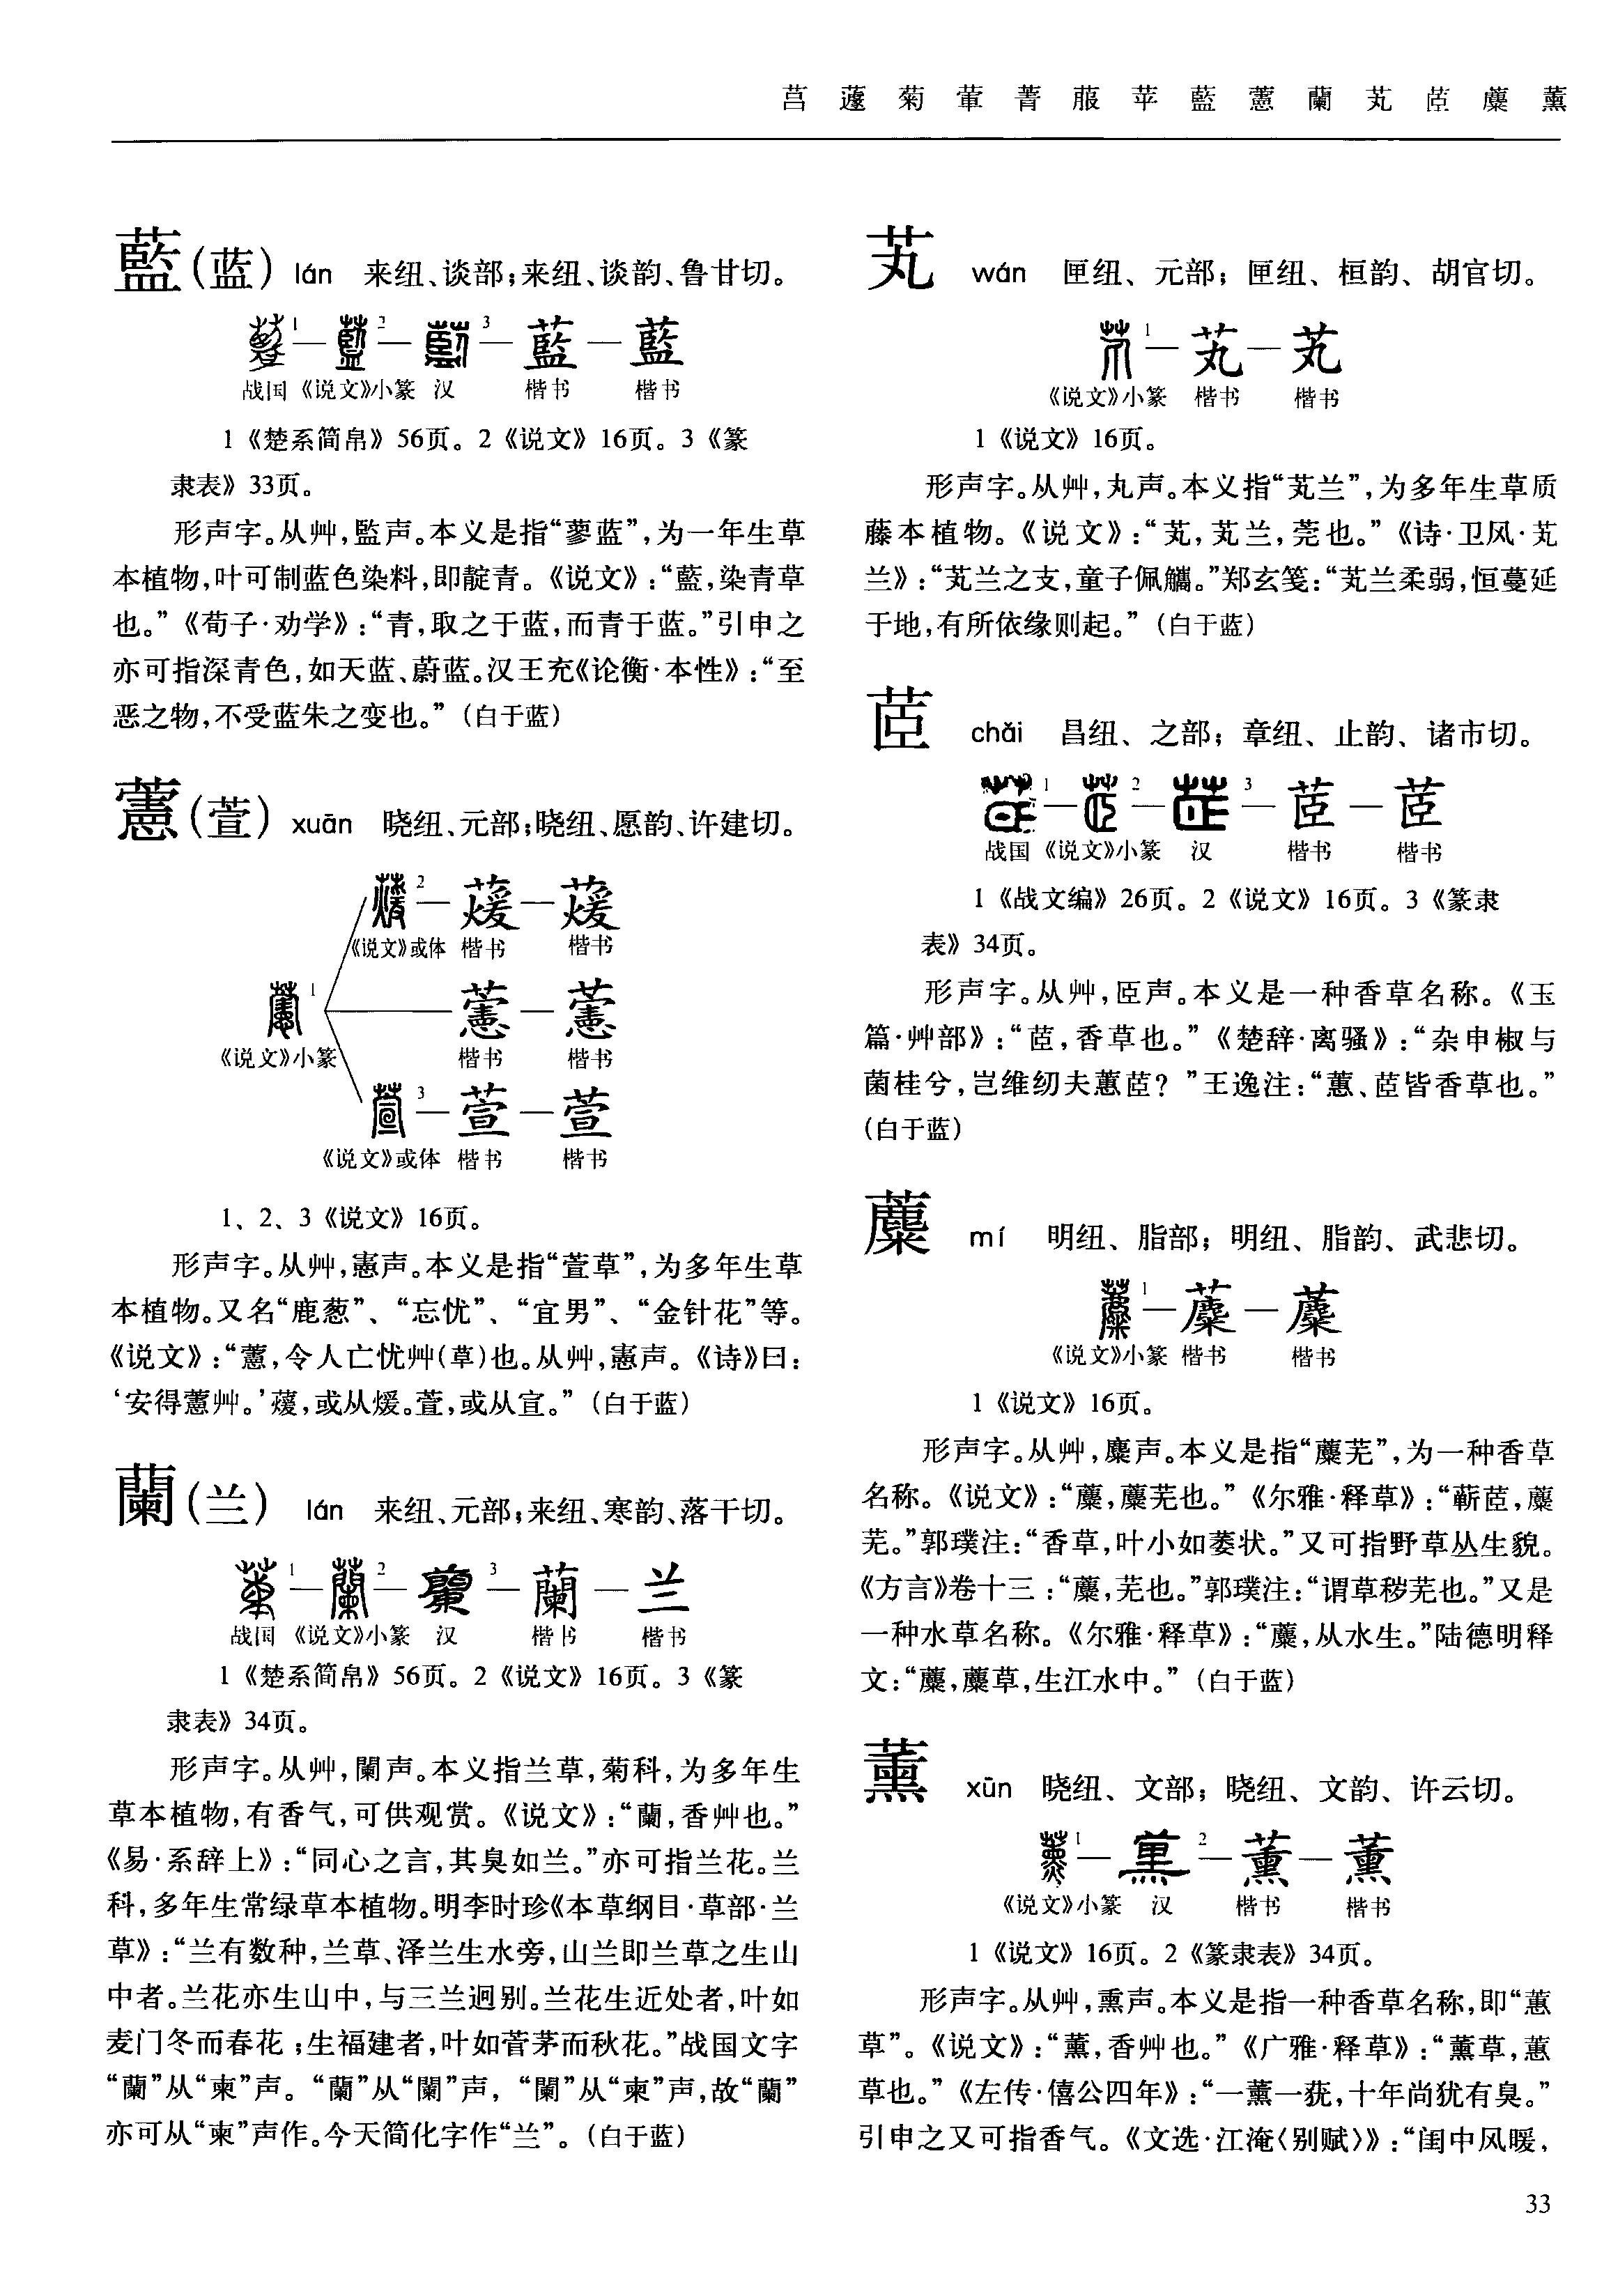 莒 蘧 菊 葷 菁 菔 苹 藍 藼 蘭 芄 茝 蘪 薰
藍(蓝) lán 来纽、谈部;来纽、谈韵、鲁甘切。
1 — 2 — 3 — 藍 — 藍
战国 《说文》小篆 汉 楷书 楷书
1《楚系简帛》56页。2《说文》16页。3《篆
隶表》33页。
形声字。从艸,監声。本义是指“蓼蓝”,为一年生草
本植物,叶可制蓝色染料,即靛青。《说文》:“藍,染青草
也。”《荀子·劝学》:“青,取之于蓝,而青于蓝。”引申之
亦可指深青色,如天蓝、蔚蓝。汉王充《论衡·本性》:“至
恶之物,不受蓝朱之变也。”(白于蓝)
藼(萱) xuān 晓纽、元部;晓纽、愿韵、许建切。
2 — 蕿 — 蕿
《说文》或体 楷书 楷书
1 — 藼 — 藼
《说文》小篆 楷书 楷书
3 — 萱 — 萱
《说文》或体 楷书 楷书
1、2、3《说文》16页。
形声字。从艸,憲声。本义是指“萱草”,为多年生草
本植物。又名“鹿葱”、“忘忧”、“宜男”、“金针花”等。
《说文》:“藼,令人亡忧艸(草)也。从艸,憲声。《诗》曰:
‘安得藼艸。’蕿,或从煖。萱,或从宣。”(白于蓝)
蘭(兰) lán 来纽、元部;来纽、寒韵、落干切。
1 — 2 — 3 — 蘭 — 兰
战国 《说文》小篆 汉 楷书 楷书
1《楚系简帛》56页。2《说文》16页。3《篆
隶表》34页。
形声字。从艸,闌声。本义指兰草,菊科,为多年生
草本植物,有香气,可供观赏。《说文》:“蘭,香艸也。”
《易·系辞上》:“同心之言,其臭如兰。”亦可指兰花。兰
科,多年生常绿草本植物。明李时珍《本草纲目·草部·兰
草》:“兰有数种,兰草、泽兰生水旁,山兰即兰草之生山
中者。兰花亦生山中,与三兰迥别。兰花生近处者,叶如
麦门冬而春花;生福建者,叶如菅茅而秋花。”战国文字
“蘭”从“柬”声。“蘭”从“闌”声,“闌”从“柬”声,故“蘭”
亦可从“柬”声作。今天简化字作“兰”。(白于蓝)
芄 wán 匣纽、元部;匣纽、桓韵、胡官切。
1 — 芄 — 芄
《说文》小篆 楷书 楷书
1《说文》16页。
形声字。从艸,丸声。本义指“芄兰”,为多年生草质
藤本植物。《说文》:“芄,芄兰,莞也。”《诗·卫风·芄
兰》:“芄兰之支,童子佩觿。”郑玄笺:“芄兰柔弱,恒蔓延
于地,有所依缘则起。”(白于蓝)
茝 chǎi 昌纽、之部;章纽、止韵、诸市切。
1 — 2 — 3 — 茝 — 茝
战国 《说文》小篆 汉 楷书 楷书
1《战文编》26页。2《说文》16页。3《篆隶
表》34页。
形声字。从艸,𦣞声。本义是一种香草名称。《玉
篇·艸部》:“茝,香草也。”《楚辞·离骚》:“杂申椒与
菌桂兮,岂维纫夫蕙茝?”王逸注:“蕙、茝皆香草也。”
(白于蓝)
蘪 mí 明纽、脂部;明纽、脂韵、武悲切。
1 — 蘪 — 蘪
《说文》小篆 楷书 楷书
1《说文》16页。
形声字。从艸,麋声。本义是指“蘪芜”,为一种香草
名称。《说文》:“蘪,蘪芜也。”《尔雅·释草》:“蕲茝,蘪
芜。”郭璞注:“香草,叶小如萎状。”又可指野草丛生貌。
《方言》卷十三:“蘪,芜也。”郭璞注:“谓草秽芜也。”又是
一种水草名称。《尔雅·释草》:“蘪,从水生。”陆德明释
文:“蘪,蘪草,生江水中。”(白于蓝)
薰 xūn 晓纽、文部;晓纽、文韵、许云切。
1 — 2 — 薰 — 薰
《说文》小篆 汉 楷书 楷书
1《说文》16页。2《篆隶表》34页。
形声字。从艸,熏声。本义是指一种香草名称,即“蕙
草”。《说文》:“薰,香艸也。”《广雅·释草》:“薰草,蕙
草也。”《左传·僖公四年》:“一薰一莸,十年尚犹有臭。”
引申之又可指香气。《文选·江淹〈别赋〉》:“闺中风暖,
33